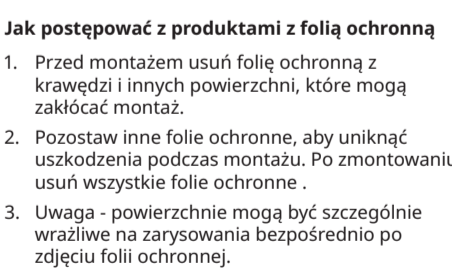 Jak postępować z produktami z folią ochronną
1. Przed montażem usuń folię ochronną z
krawędzi i innych powierzchni, które mogą
zakłócać montaż.
2. Pozostaw inne folie ochronne, aby uniknąć
uszkodzenia podczas montażu. Po zmontowaniu
usuń wszystkie folie ochronne .
3. Uwaga - powierzchnie mogą być szczególnie
wrażliwe na zarysowania bezpośrednio po
zdjęciu folii ochronnej.